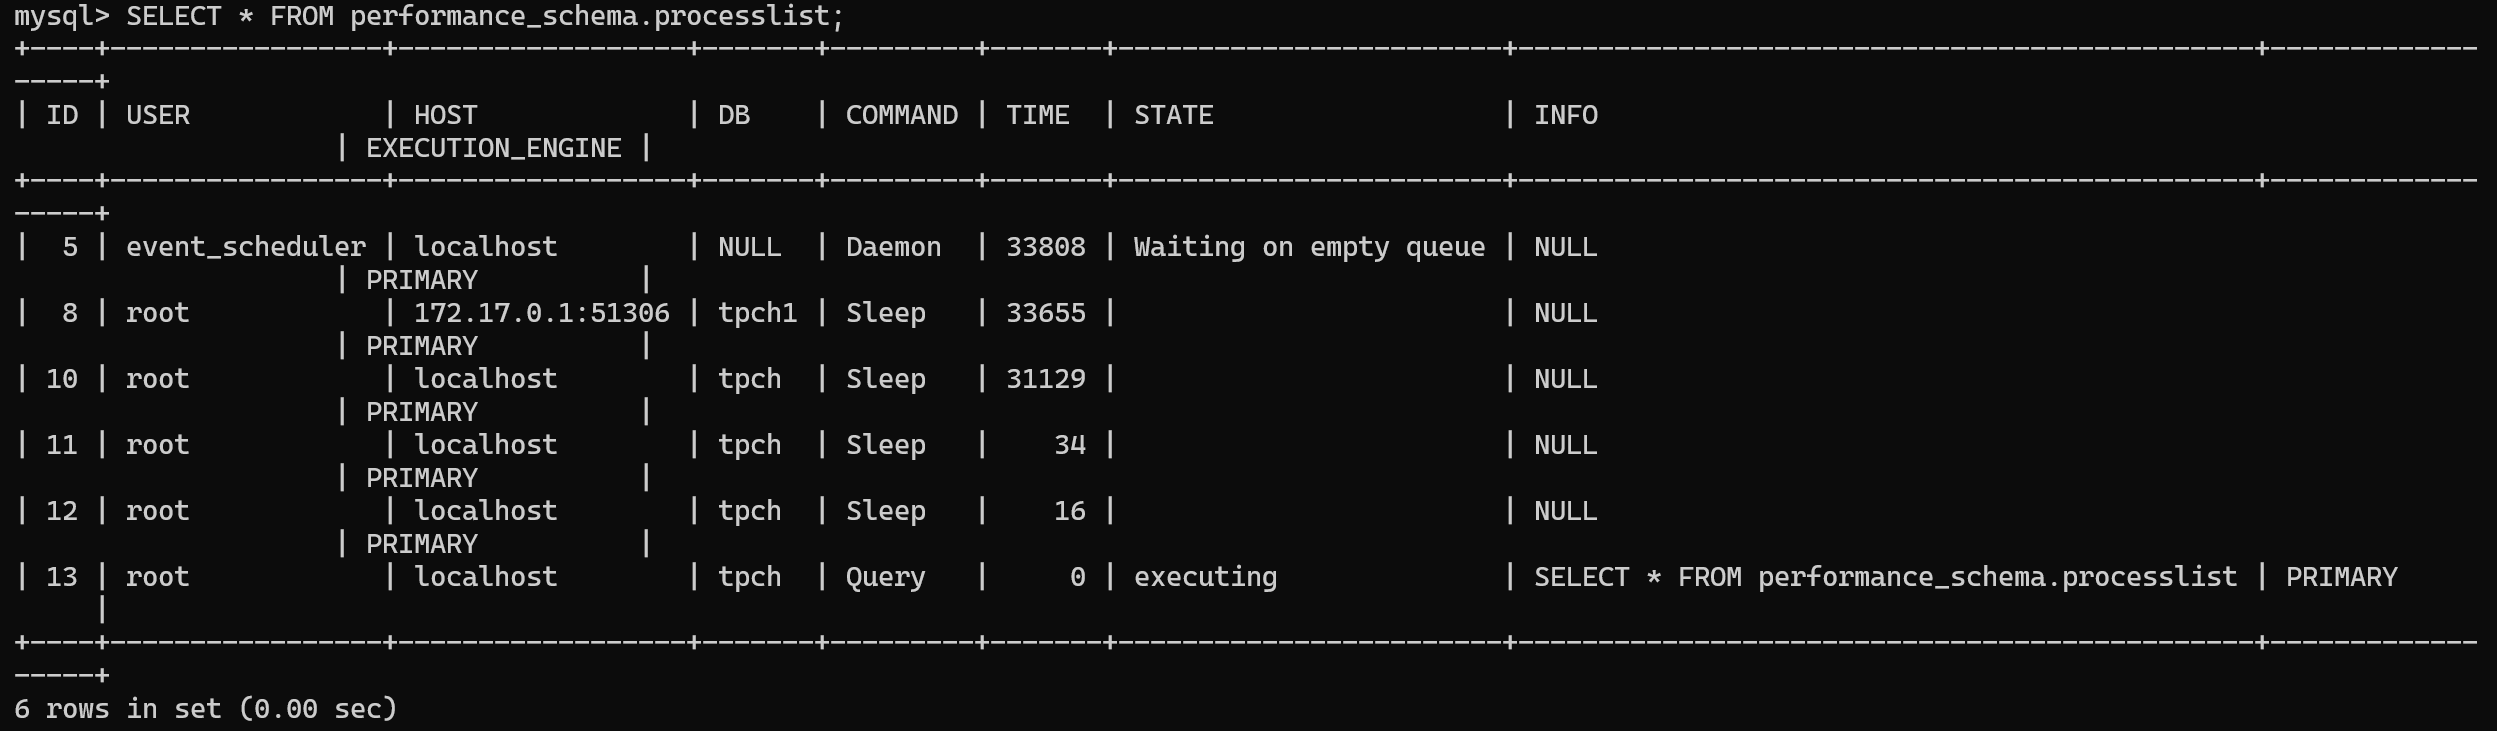 mysql> SELECT * FROM performance_schema.processlist;
+----+-----------------+------------------+-------+---------+-------+------------------------+----------------------------------------------+-------------
-----+
| ID | USER            | HOST             | DB    | COMMAND | TIME  | STATE                  | INFO
                    | EXECUTION_ENGINE |
+----+-----------------+------------------+-------+---------+-------+------------------------+----------------------------------------------+-------------
-----+
|  5 | event_scheduler | localhost        | NULL  | Daemon  | 33808 | Waiting on empty queue | NULL
                    | PRIMARY          |
|  8 | root            | 172.17.0.1:51306 | tpch1 | Sleep   | 33655 |                        | NULL
                    | PRIMARY          |
| 10 | root            | localhost        | tpch  | Sleep   | 31129 |                        | NULL
                    | PRIMARY          |
| 11 | root            | localhost        | tpch  | Sleep   |    34 |                        | NULL
                    | PRIMARY          |
| 12 | root            | localhost        | tpch  | Sleep   |    16 |                        | NULL
                    | PRIMARY          |
| 13 | root            | localhost        | tpch  | Query   |     0 | executing              | SELECT * FROM performance_schema.processlist | PRIMARY
     |
+----+-----------------+------------------+-------+---------+-------+------------------------+----------------------------------------------+-------------
-----+
6 rows in set (0.00 sec)